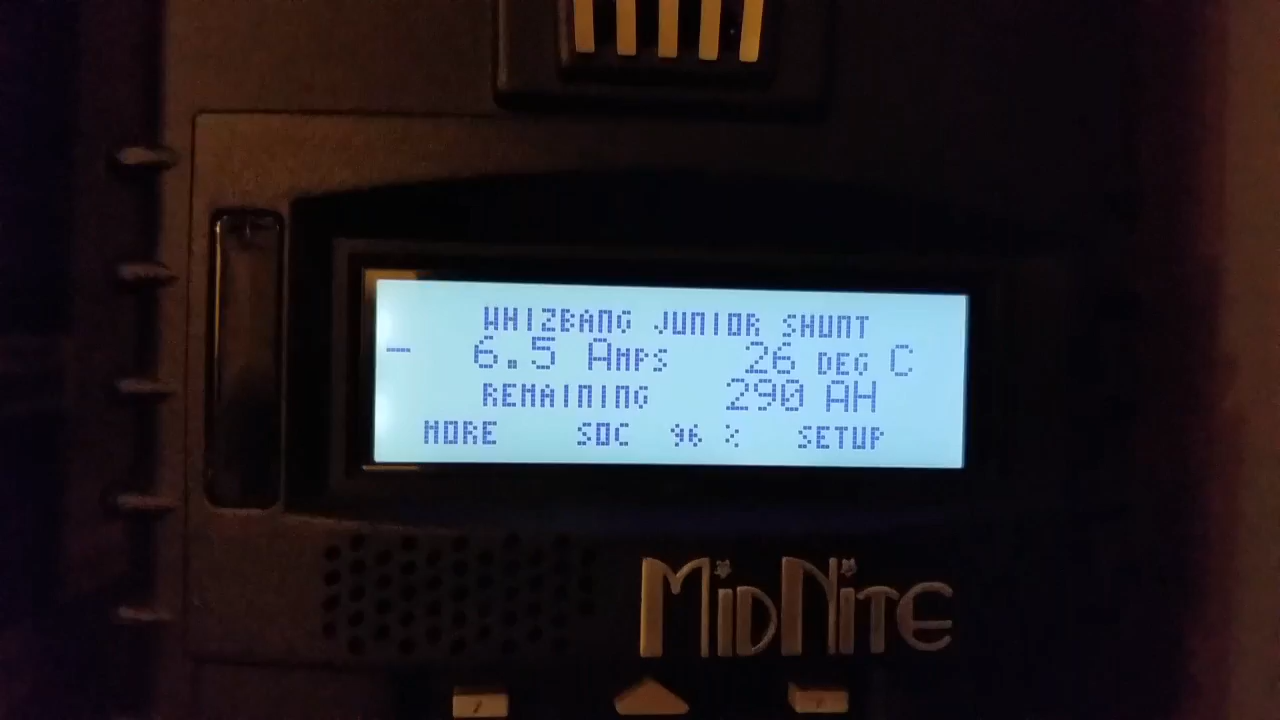 WHIZBANG JUNIOR SHUNT
- 6.5 AMPS 26 DEG C
REMAINING 290 AH
MORE SOC 96 % SETUP
MIDNITE